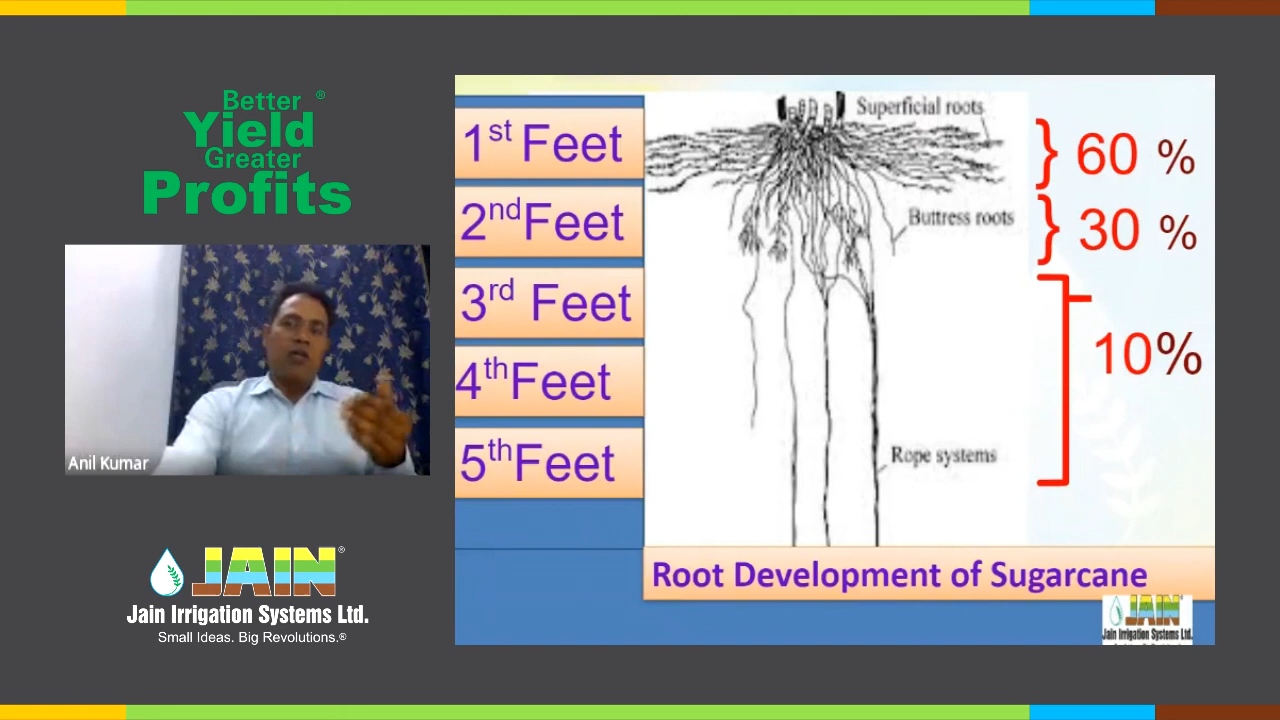 Better ®
Yield
Greater
Profits
Anil Kumar
JAIN®
Jain Irrigation Systems Ltd.
Small Ideas. Big Revolutions.®
1st Feet
2nd Feet
3rd Feet
4th Feet
5th Feet
Superficial roots
Buttress roots
Rope systems
60 %
30 %
10%
Root Development of Sugarcane
JAIN
Jain Irrigation Systems Ltd.